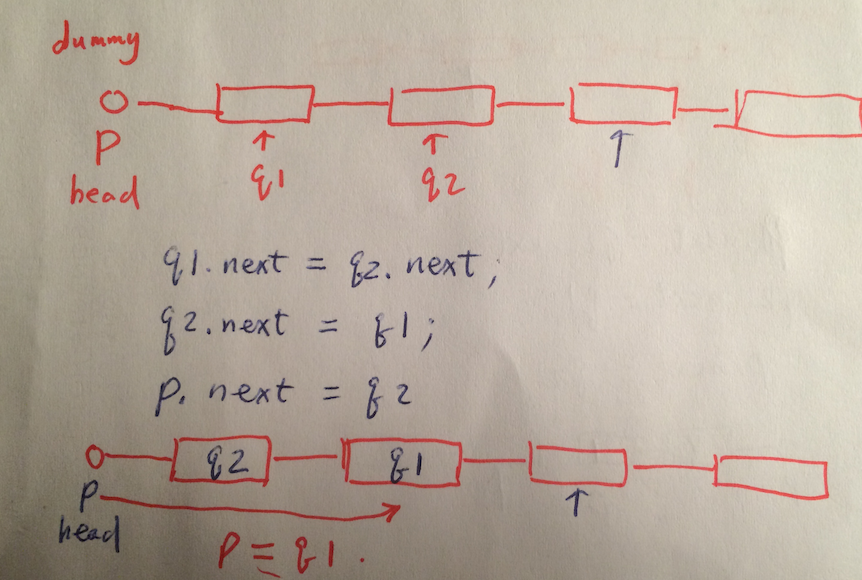 dummy
p
head
q1
q2
q1.next = q2.next;
q2.next = q1;
p. next = q2
q2
q1
p
head
p = q1.